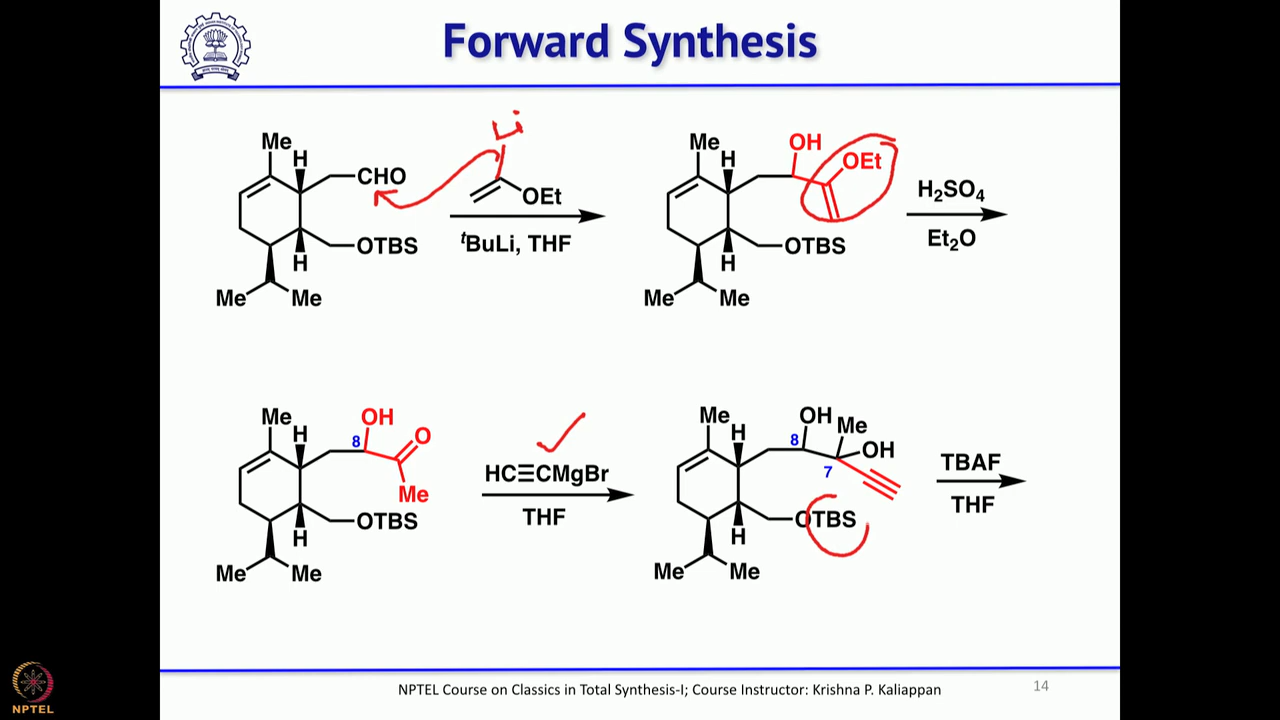 Forward Synthesis
Me
H
CHO
OTBS
H
Me
Me
Li
OEt
ᵗBuLi, THF
Me
H
OH
OEt
OTBS
H
Me
Me
H₂SO₄
Et₂O
Me
H
OH
8
O
Me
OTBS
H
Me
Me
HC≡CMgBr
THF
Me
H
OH
8
Me
OH
7
OTBS
H
Me
Me
TBAF
THF
NPTEL Course on Classics in Total Synthesis-I; Course Instructor: Krishna P. Kaliappan
14
NPTEL